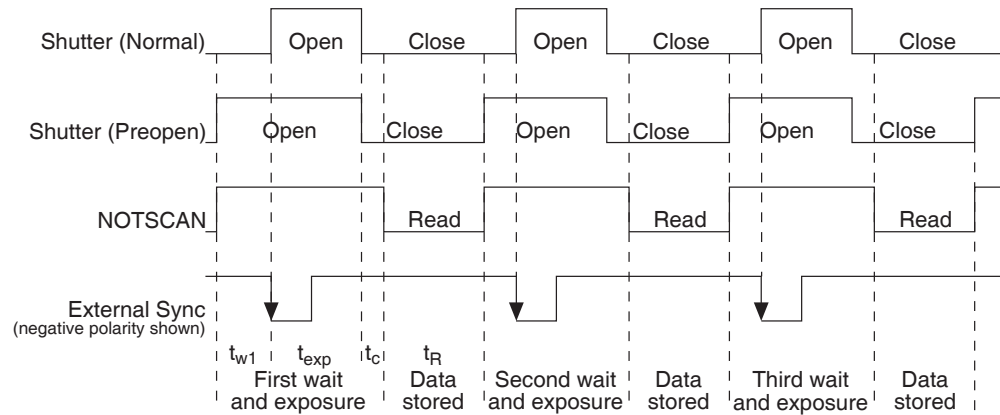 Shutter (Normal) Open Close Open Close Open Close
Shutter (Preopen) Open Close Open Close Open Close
NOTSCAN Read Read Read
External Sync
(negative polarity shown)
tw1 texp tc tR
First wait and exposure
Data stored
Second wait and exposure
Data stored
Third wait and exposure
Data stored